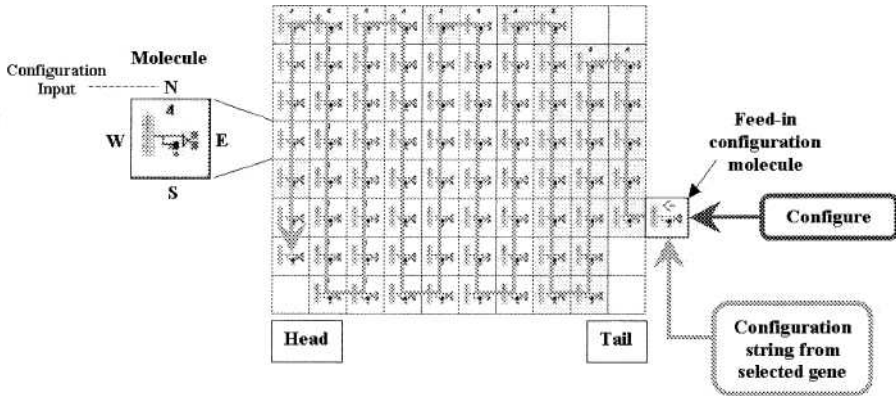 Molecule
Configuration
Input
N
W
E
S
Feed-in
configuration
molecule
Configure
Head
Tail
Configuration
string from
selected gene